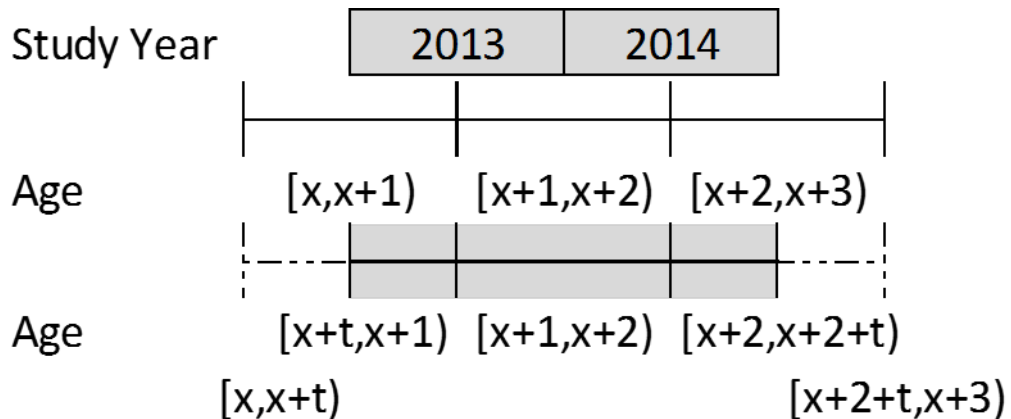 Study Year 2013 2014
Age [x,x+1) [x+1,x+2) [x+2,x+3)
Age [x+t,x+1) [x+1,x+2) [x+2,x+2+t)
[x,x+t) [x+2+t,x+3)